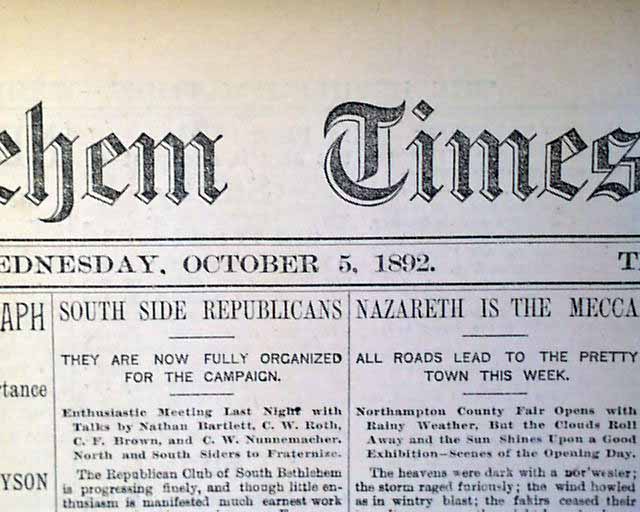 ehem Times
EDNESDAY, OCTOBER 5, 1892. T
APH
rtance
YSON
SOUTH SIDE REPUBLICANS
THEY ARE NOW FULLY ORGANIZED
FOR THE CAMPAIGN.
Enthusiastic Meeting Last Night with
Talks by Nathan Bartlett, C. W. Roth,
C. F. Brown, and C. W. Nunnemacher.
North and South Siders to Fraternize.
The Republican Club of South Bethlehem
is progressing finely, and though little en-
thusiasm is manifested much earnest work
NAZARETH IS THE MECCA
ALL ROADS LEAD TO THE PRETTY
TOWN THIS WEEK.
Northampton County Fair Opens with
Rainy Weather, But the Clouds Roll
Away and the Sun Shines Upon a Good
Exhibition—Scenes of the Opening Day.
The heavens were dark with a nor'wester;
the storm raged furiously; the wind howled
as in wintry blast; the fakirs ceased their